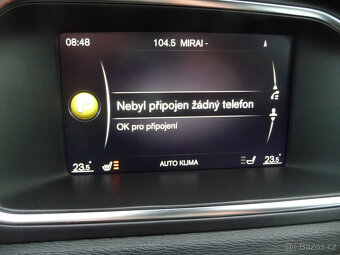 08:48 104.5 MIRAI -
Nebyl připojen žádný telefon
OK pro připojení
23.5° AUTO KLIMA 23.5°
Bazos.cz